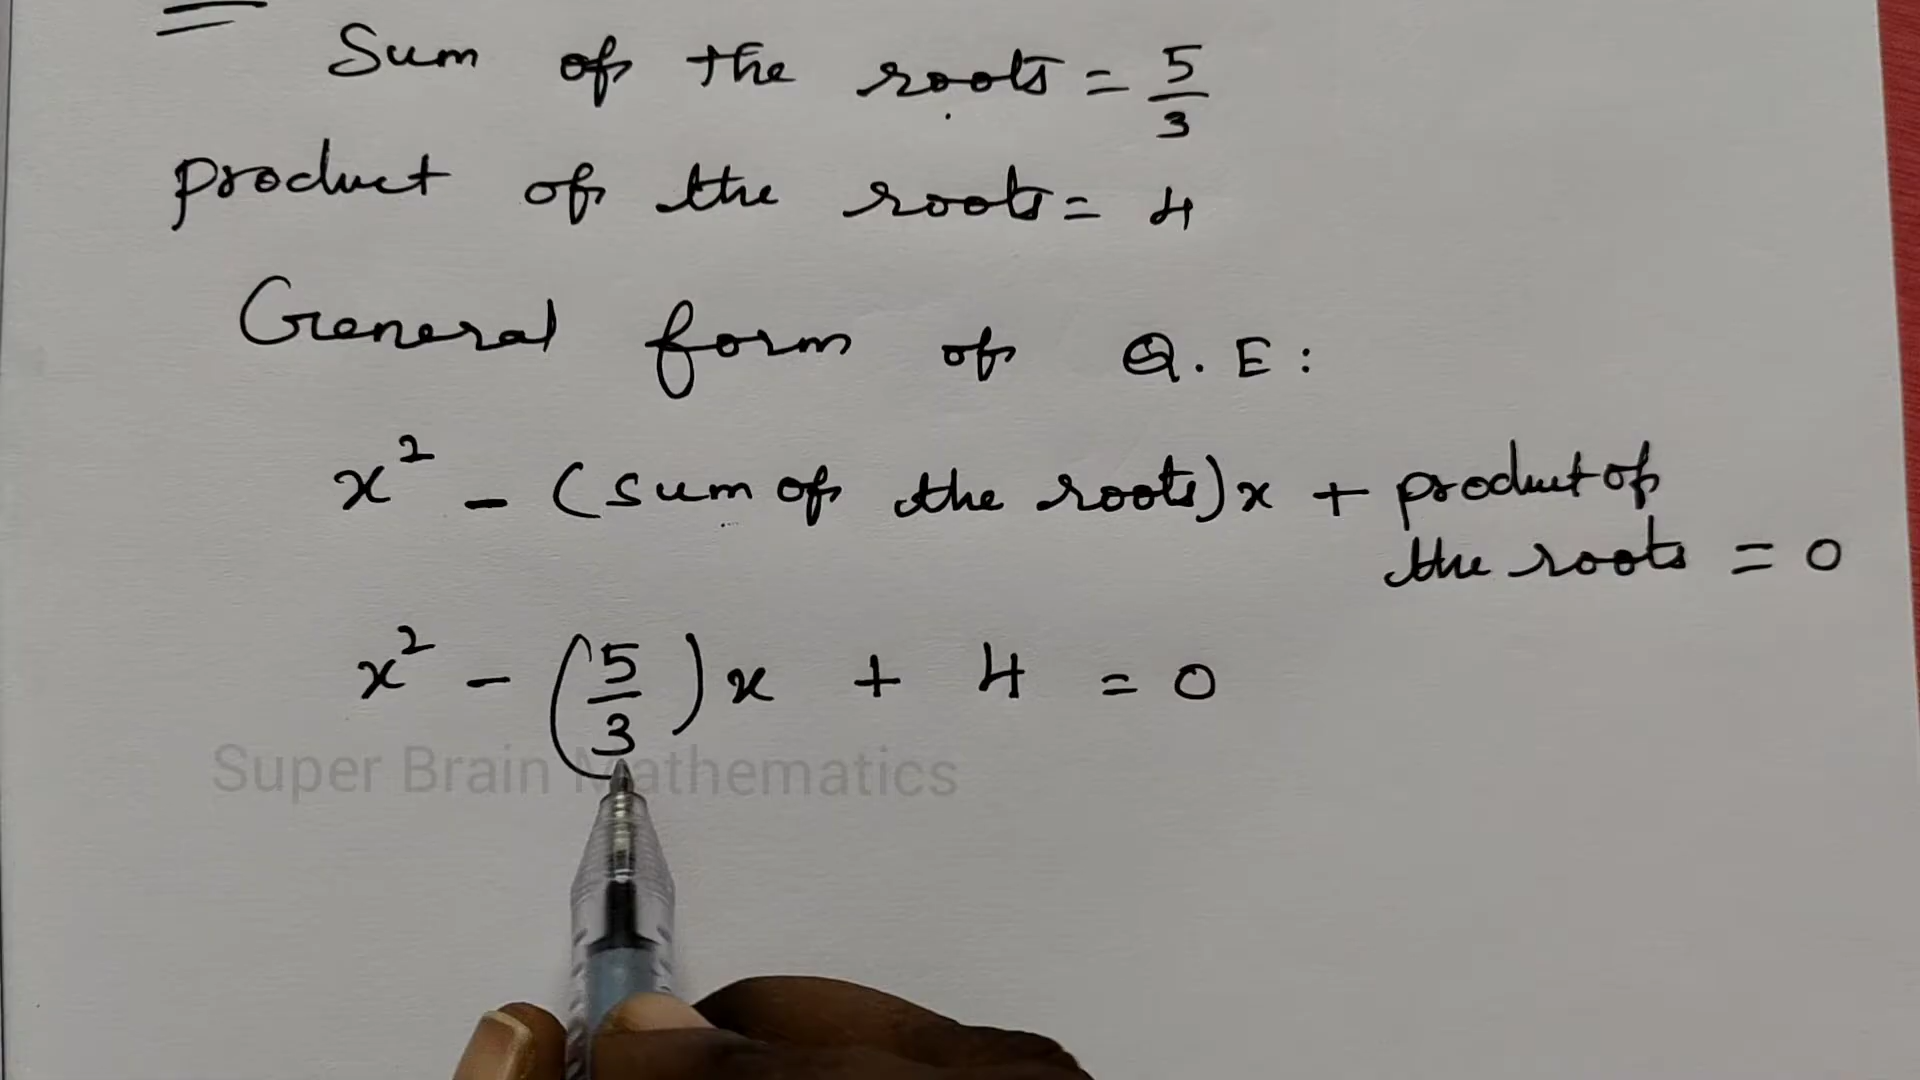 Sum of the roots = 5/3
product of the roots = 4
General form of Q.E :
x² - (sum of the roots)x + product of
the roots = 0
x² - (5/3)x + 4 = 0
Super Brain Mathematics